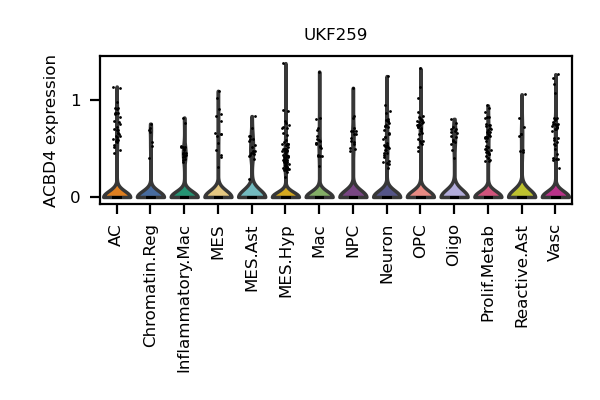 UKF259
ACBD4 expression
1
0
AC
Chromatin.Reg
Inflammatory.Mac
MES
MES.Ast
MES.Hyp
Mac
NPC
Neuron
OPC
Oligo
Prolif.Metab
Reactive.Ast
Vasc